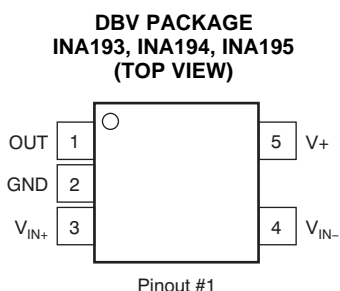 DBV PACKAGE
INA193, INA194, INA195
(TOP VIEW)
OUT 1 5 V+
GND 2
VIN+ 3 4 VIN–
Pinout #1